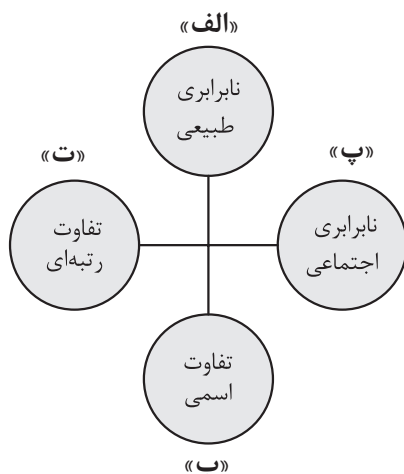 «الف»
نابرابری
طبیعی
«پ»
نابرابری
اجتماعی
«ت»
تفاوت
رتبه‌ای
تفاوت
اسمی
«ب»